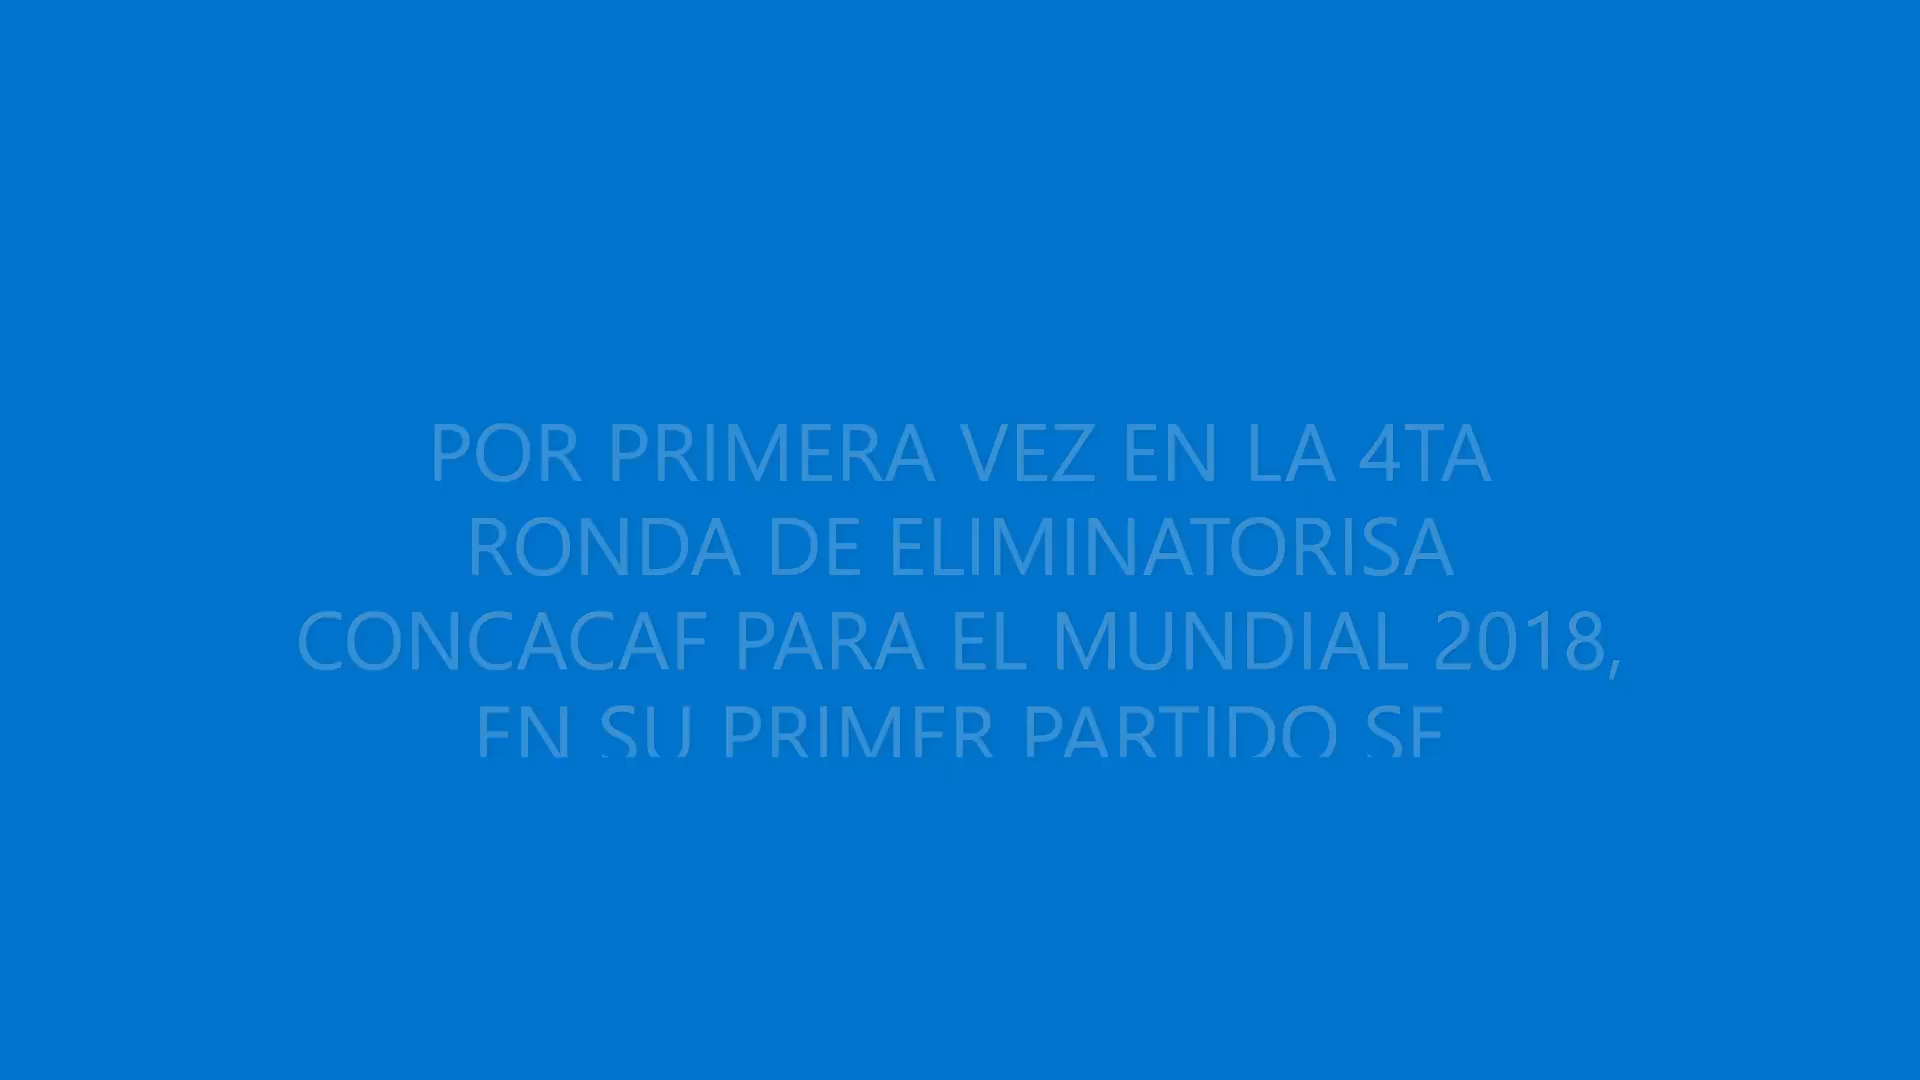 POR PRIMERA VEZ EN LA 4TA
RONDA DE ELIMINATORISA
CONCACAF PARA EL MUNDIAL 2018,
EN SU PRIMER PARTIDO SE